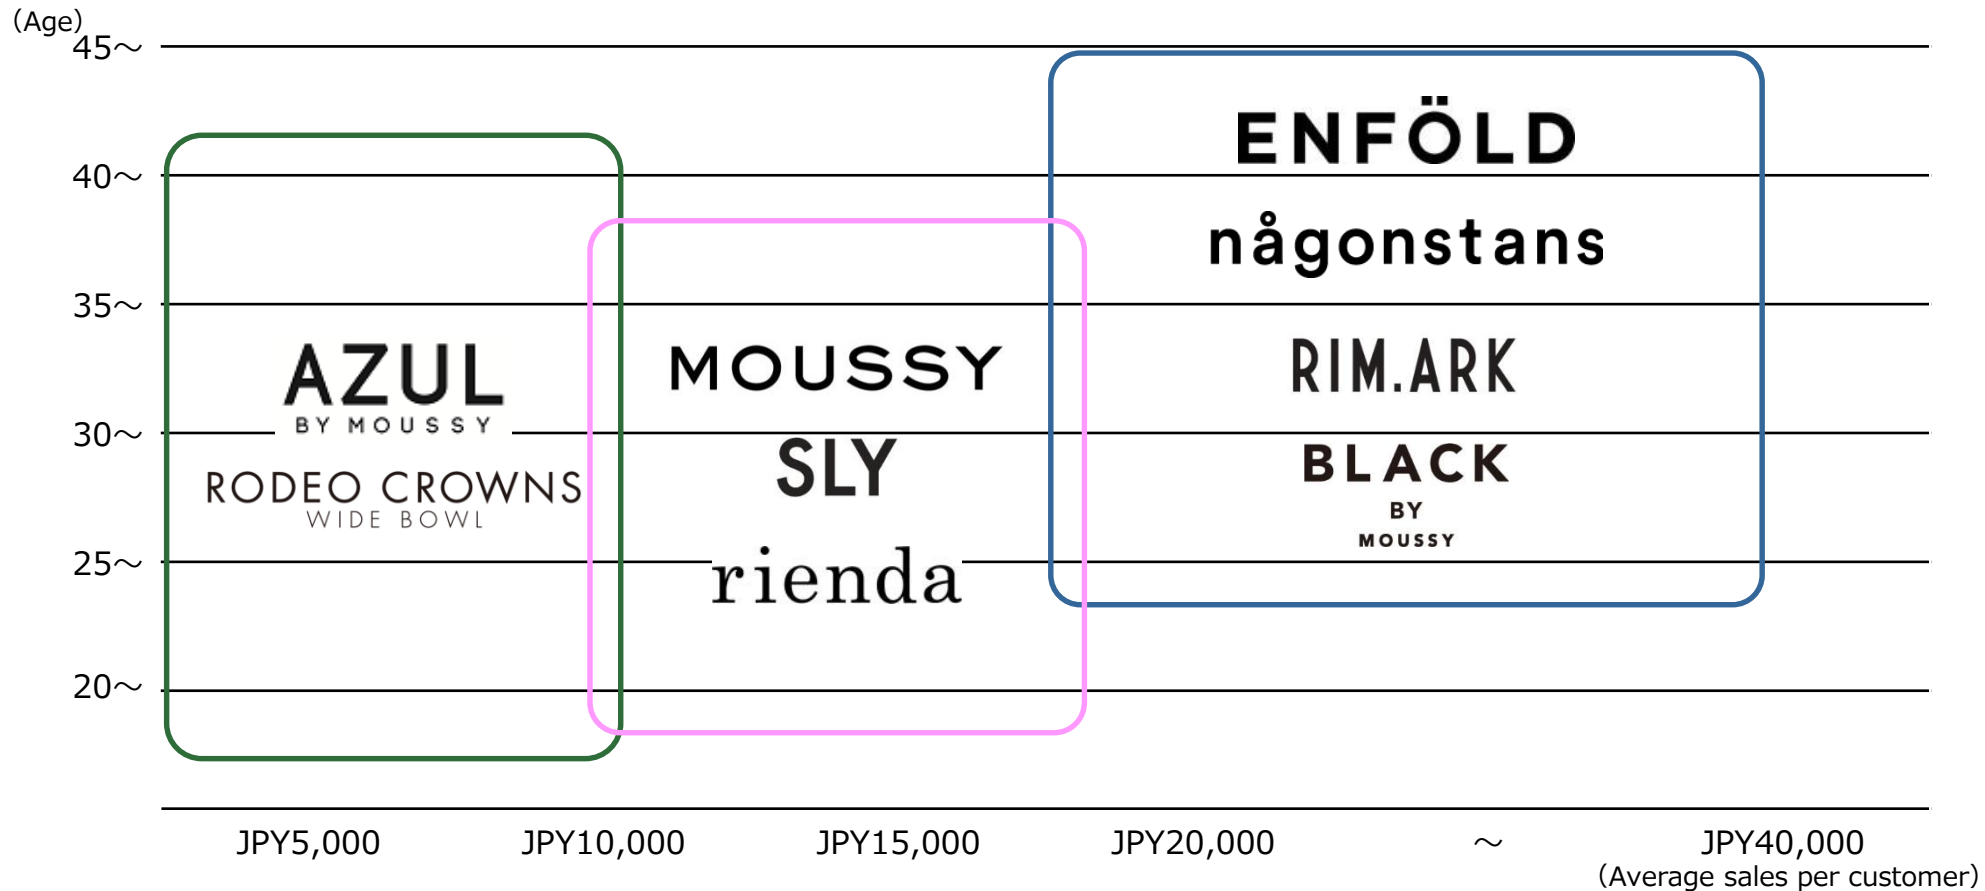 （Age）
45～
40～
35～
30～
25～
20～
ENFÖLD
någonstans
AZUL
BY MOUSSY
MOUSSY
RIM.ARK
RODEO CROWNS
WIDE BOWL
SLY
BLACK
BY
MOUSSY
rienda
JPY5,000 JPY10,000 JPY15,000 JPY20,000 ～ JPY40,000
（Average sales per customer）